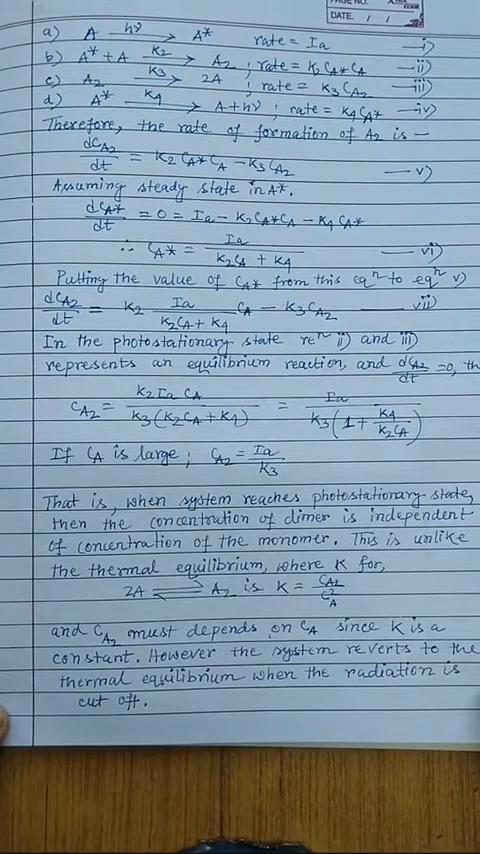 PAGE NO.
DATE. / /
a) A hν→ A* rate = Ia —i)
b) A* + A K2→ A2 ; rate = K2 CA* CA —ii)
c) A2 K3→ 2A ; rate = K3 CA2 —iii)
d) A* K4→ A + hν ; rate = K4 CA* —iv)
Therefore, the rate of formation of A2 is —
dCA2/dt = K2 CA* CA - K3 CA2 —v)
Assuming steady state in A*.
dCA*/dt = 0 = Ia - K2 CA* CA - K4 CA*
∴ CA* = Ia / (K2CA + K4) —vi)
Putting the value of CA* from this eqn to eqn v)
dCA2/dt = K2 Ia/(K2CA + K4) CA - K3 CA2 —vii)
In the photostationary state ren ii) and iii)
represents an equilibrium reaction, and dCA2/dt = 0, th
CA2 = K2 Ia CA / K3(K2CA + K4) = Ia / K3(1 + K4/K2CA)
If CA is large ; CA2 = Ia/K3
That is, when system reaches photostationary state,
then the concentration of dimer is independent
of concentration of the monomer. This is unlike
the thermal equilibrium, where K for,
2A ⇌ A2 is K = CA2/C²A
and CA2 must depends on CA since K is a
constant. However the system reverts to the
thermal equilibrium when the radiation is
cut off.